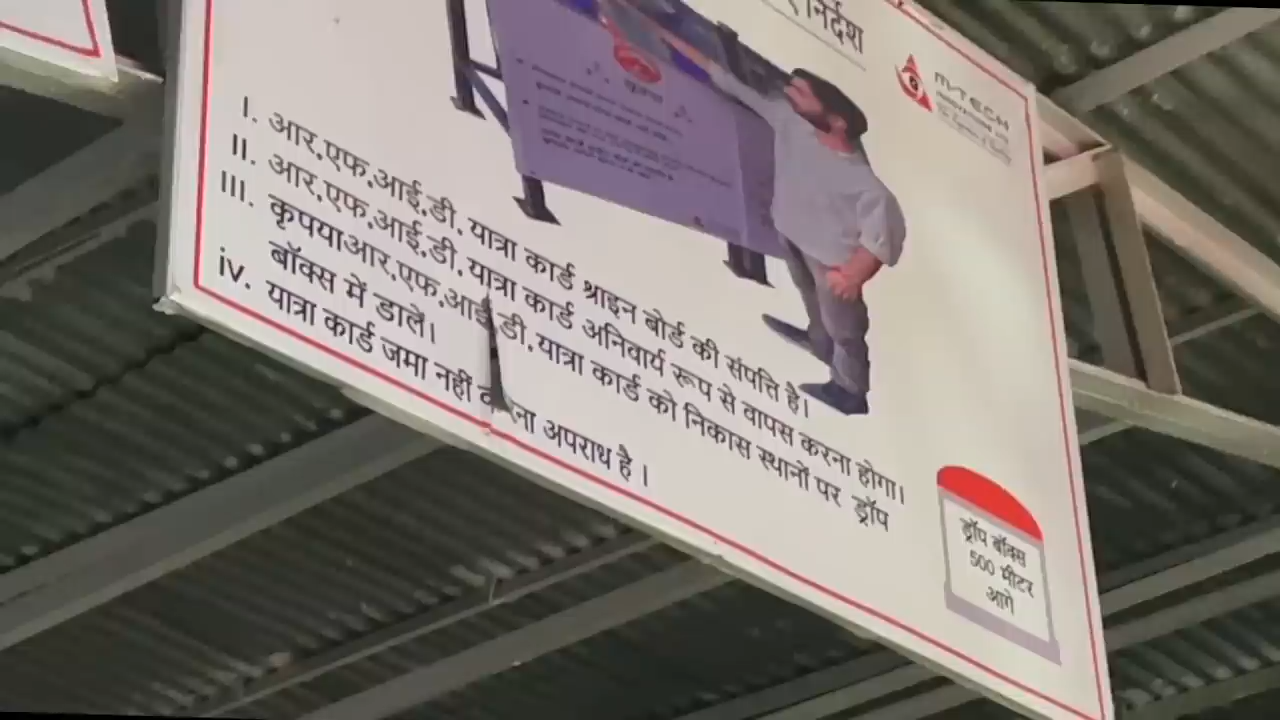 निर्देश
M-TECH
I. आर.एफ.आई.डी. यात्रा कार्ड श्राइन बोर्ड की संपत्ति है।
II. आर.एफ.आई.डी. यात्रा कार्ड अनिवार्य रूप से वापस करना होगा।
III. कृपयाआर.एफ.आई.डी. यात्रा कार्ड को निकास स्थानों पर ड्रॉप
बॉक्स में डालें।
iv. यात्रा कार्ड जमा नहीं करना अपराध है।
ड्रॉप बॉक्स
500 मीटर
आगे